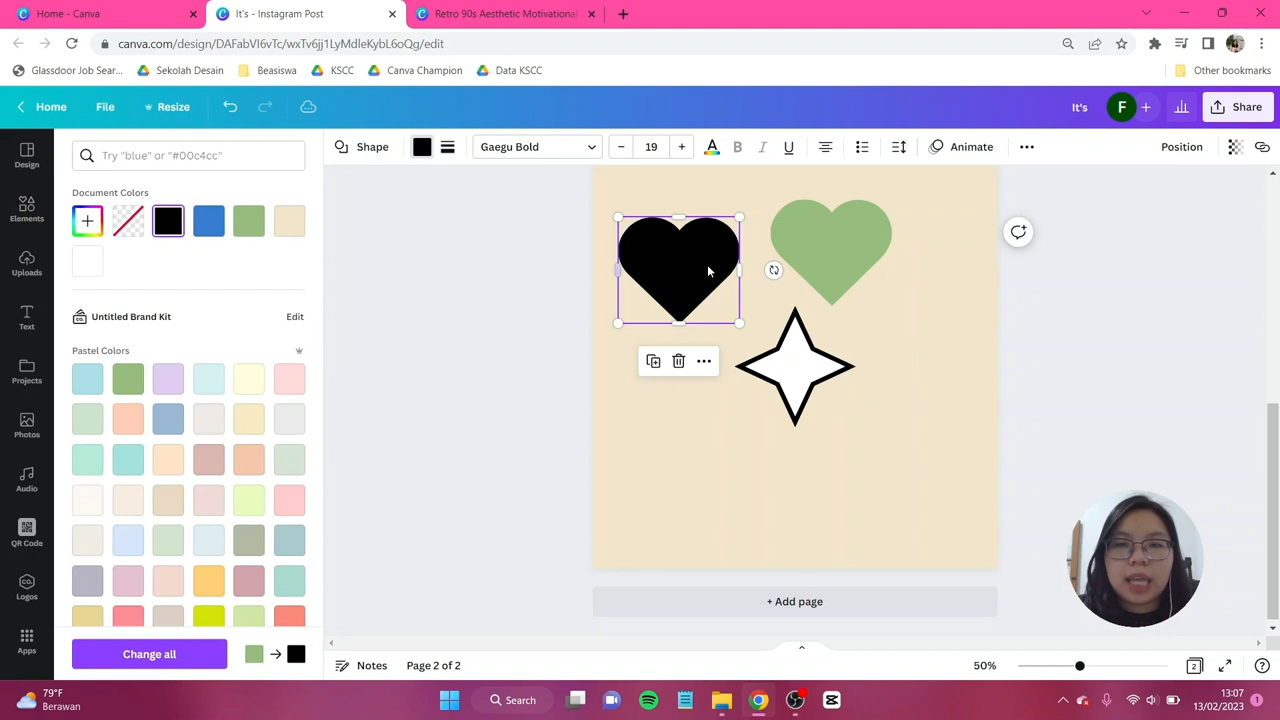 Home - Canva
It's - Instagram Post
Retro 90s Aesthetic Motivational
canva.com/design/DAFabVI6vTc/wxTv6jj1LyMdleKybL6oQg/edit
Glassdoor Job Sear...
Sekolah Desain
Beasiswa
KSCC
Canva Champion
Data KSCC
Other bookmarks
Home
File
Resize
It's
F
Share
Design
Elements
Uploads
Text
Projects
Photos
Audio
QR Code
Logos
Apps
Try "blue" or "#00c4cc"
Document Colors
Untitled Brand Kit
Edit
Pastel Colors
Change all
Shape
Gaegu Bold
19
A
B
I
U
Animate
Position
+ Add page
Notes
Page 2 of 2
50%
2
79°F
Berawan
Search
13:07
13/02/2023
1